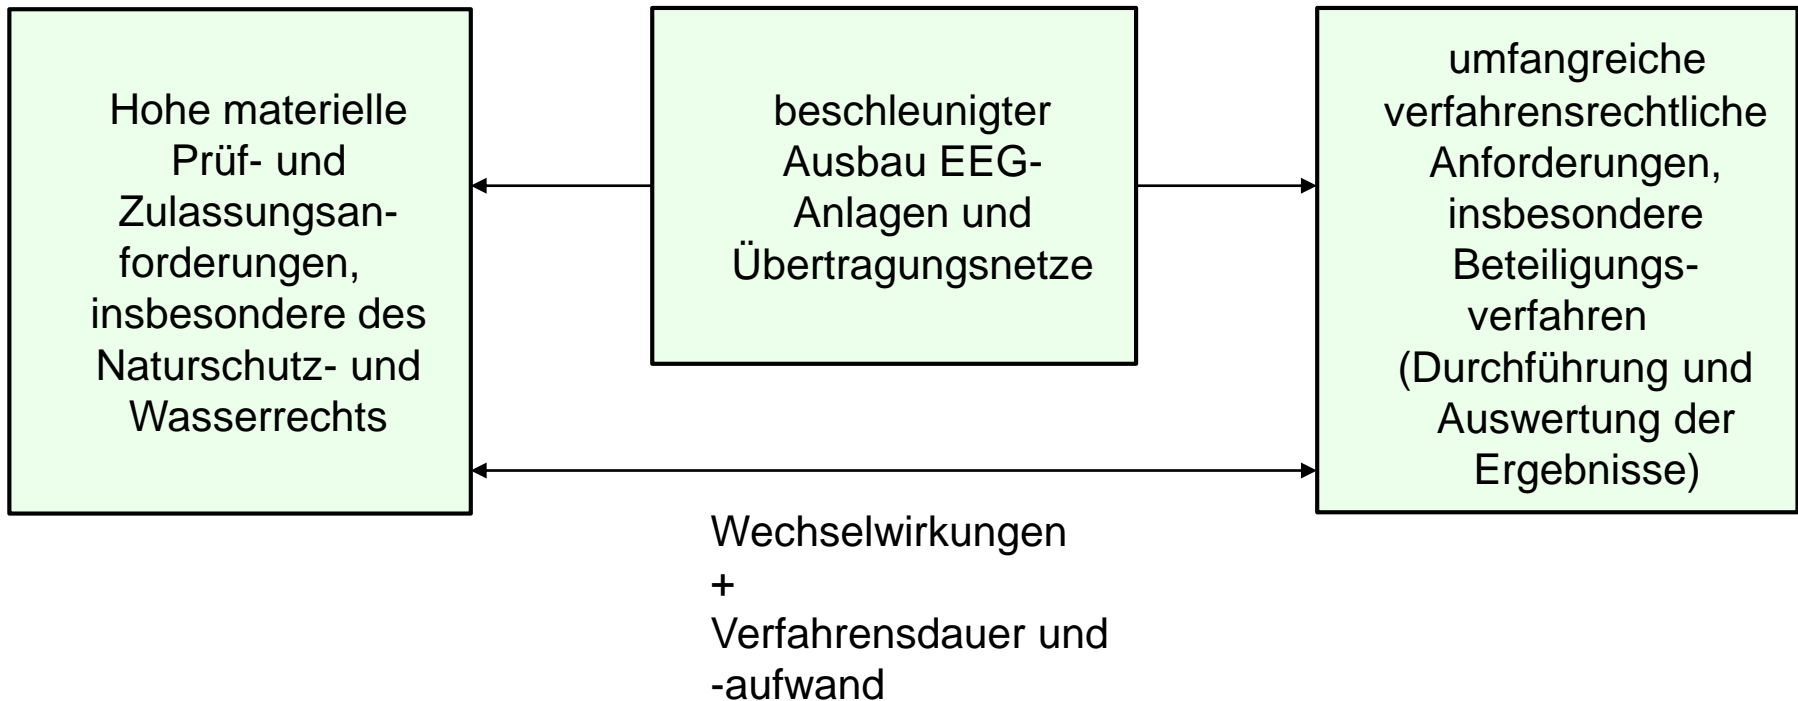 Hohe materielle
Prüf- und
Zulassungsan-
forderungen,
insbesondere des
Naturschutz- und
Wasserrechts
beschleunigter
Ausbau EEG-
Anlagen und
Übertragungsnetze
umfangreiche
verfahrensrechtliche
Anforderungen,
insbesondere
Beteiligungs-
verfahren
(Durchführung und
Auswertung der
Ergebnisse)
Wechselwirkungen
+
Verfahrensdauer und
-aufwand